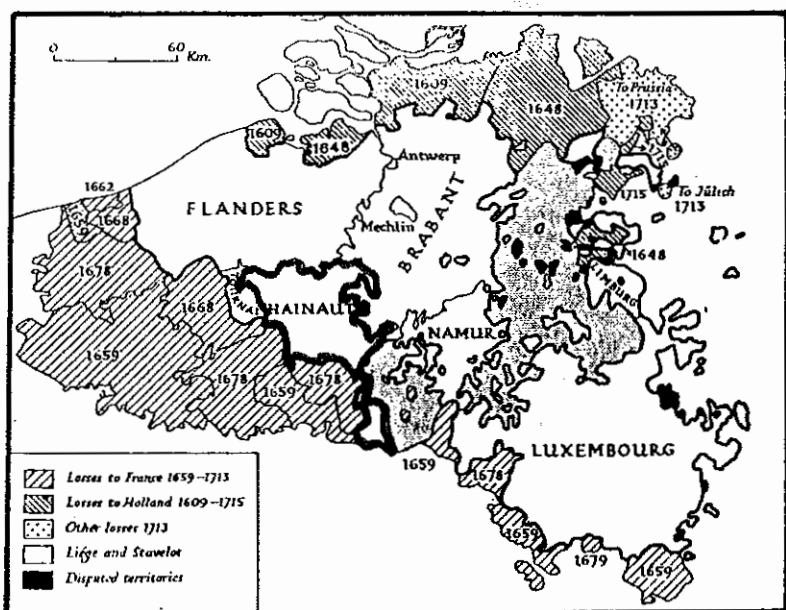 0 60 Km.
1609
1648
To Prussia
1713
1715
1609
1648
Antwerp
1662
1659
1668
FLANDERS
Mechlin
BRABANT
1715
To Jülich
1713
1678
1668
HAINAUT
1648
LIMBURG
NAMUR
1659
1678
1659
1678
1659
LUXEMBOURG
1678
1659
1679
1659
Losses to France 1659–1713
Losses to Holland 1609–1715
Other losses 1713
Liége and Stavelot
Disputed territories